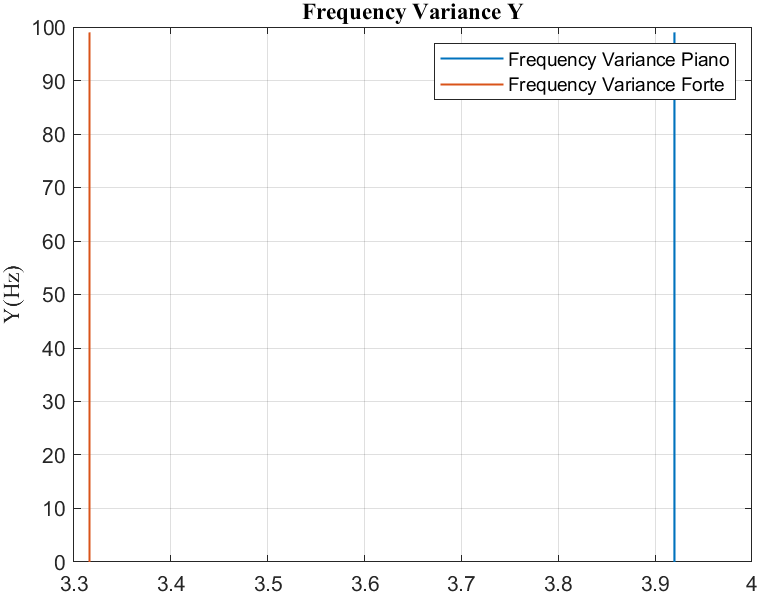 Frequency Variance Y
Frequency Variance Piano
Frequency Variance Forte
Y(Hz)
100
90
80
70
60
50
40
30
20
10
0
3.3 3.4 3.5 3.6 3.7 3.8 3.9 4